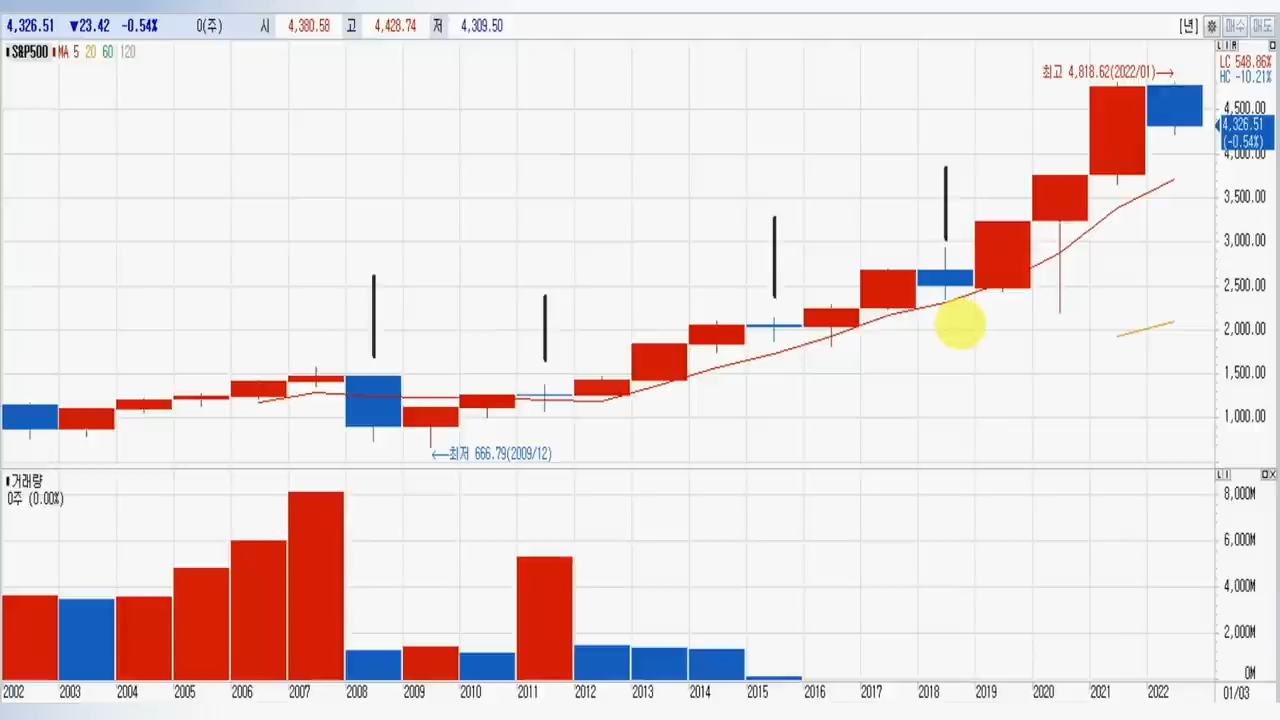 4,326.51 ▼23.42 -0.54% 0(주) 시 4,380.58 고 4,428.74 저 4,309.50 [년] 매수 매도
S&P500 MA 5 20 60 120
LC 548.86%
HC -10.21%
최고 4,818.62(2022/01)→
4,500.00
4,326.51
(-0.54%)
4,000.00
3,500.00
3,000.00
2,500.00
2,000.00
1,500.00
1,000.00
←최저 666.79(2009/12)
거래량
0주 (0.00%)
8,000M
6,000M
4,000M
2,000M
0M
2002 2003 2004 2005 2006 2007 2008 2009 2010 2011 2012 2013 2014 2015 2016 2017 2018 2019 2020 2021 2022 01/03